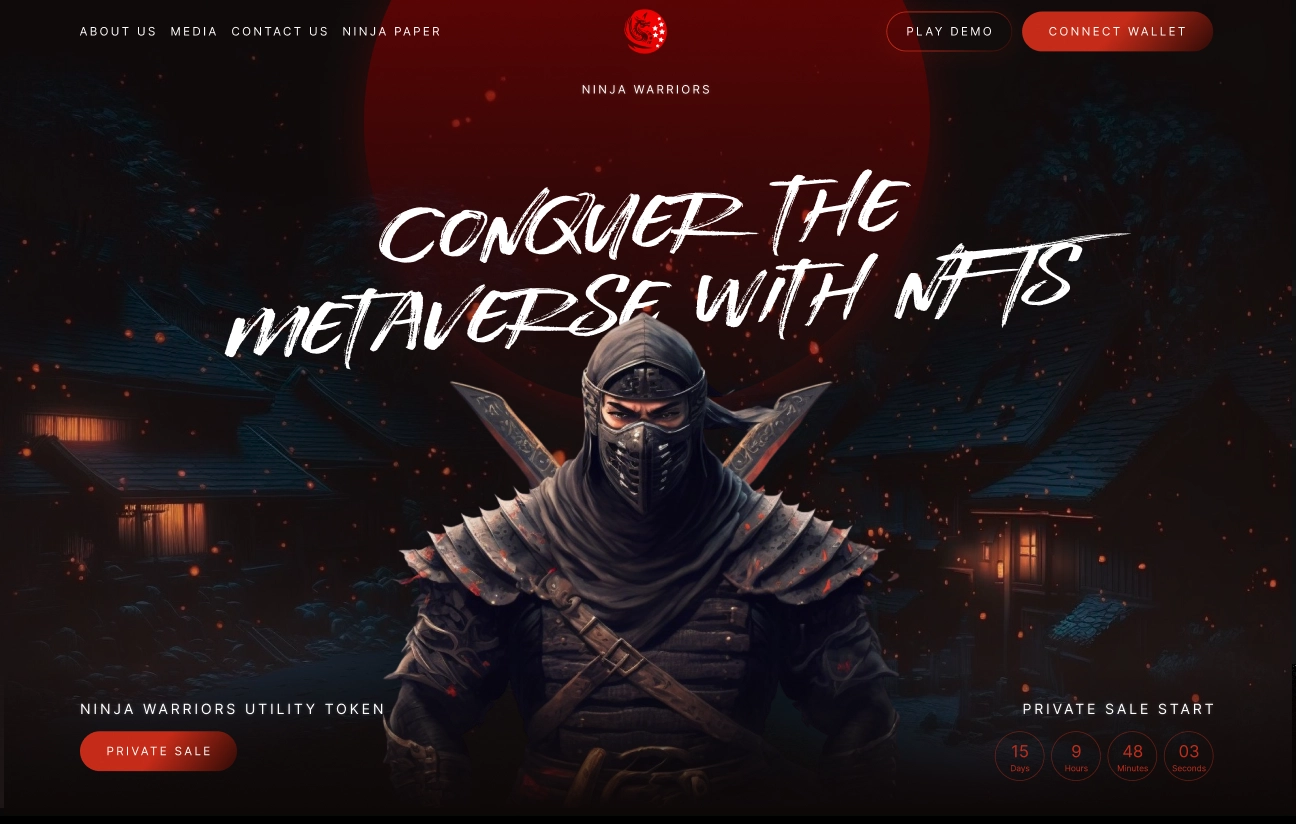 ABOUT US MEDIA CONTACT US NINJA PAPER
PLAY DEMO CONNECT WALLET
NINJA WARRIORS
CONQUER THE
METAVERSE WITH NFTS
NINJA WARRIORS UTILITY TOKEN
PRIVATE SALE
PRIVATE SALE START
15 9 48 03
Days Hours Minutes Seconds